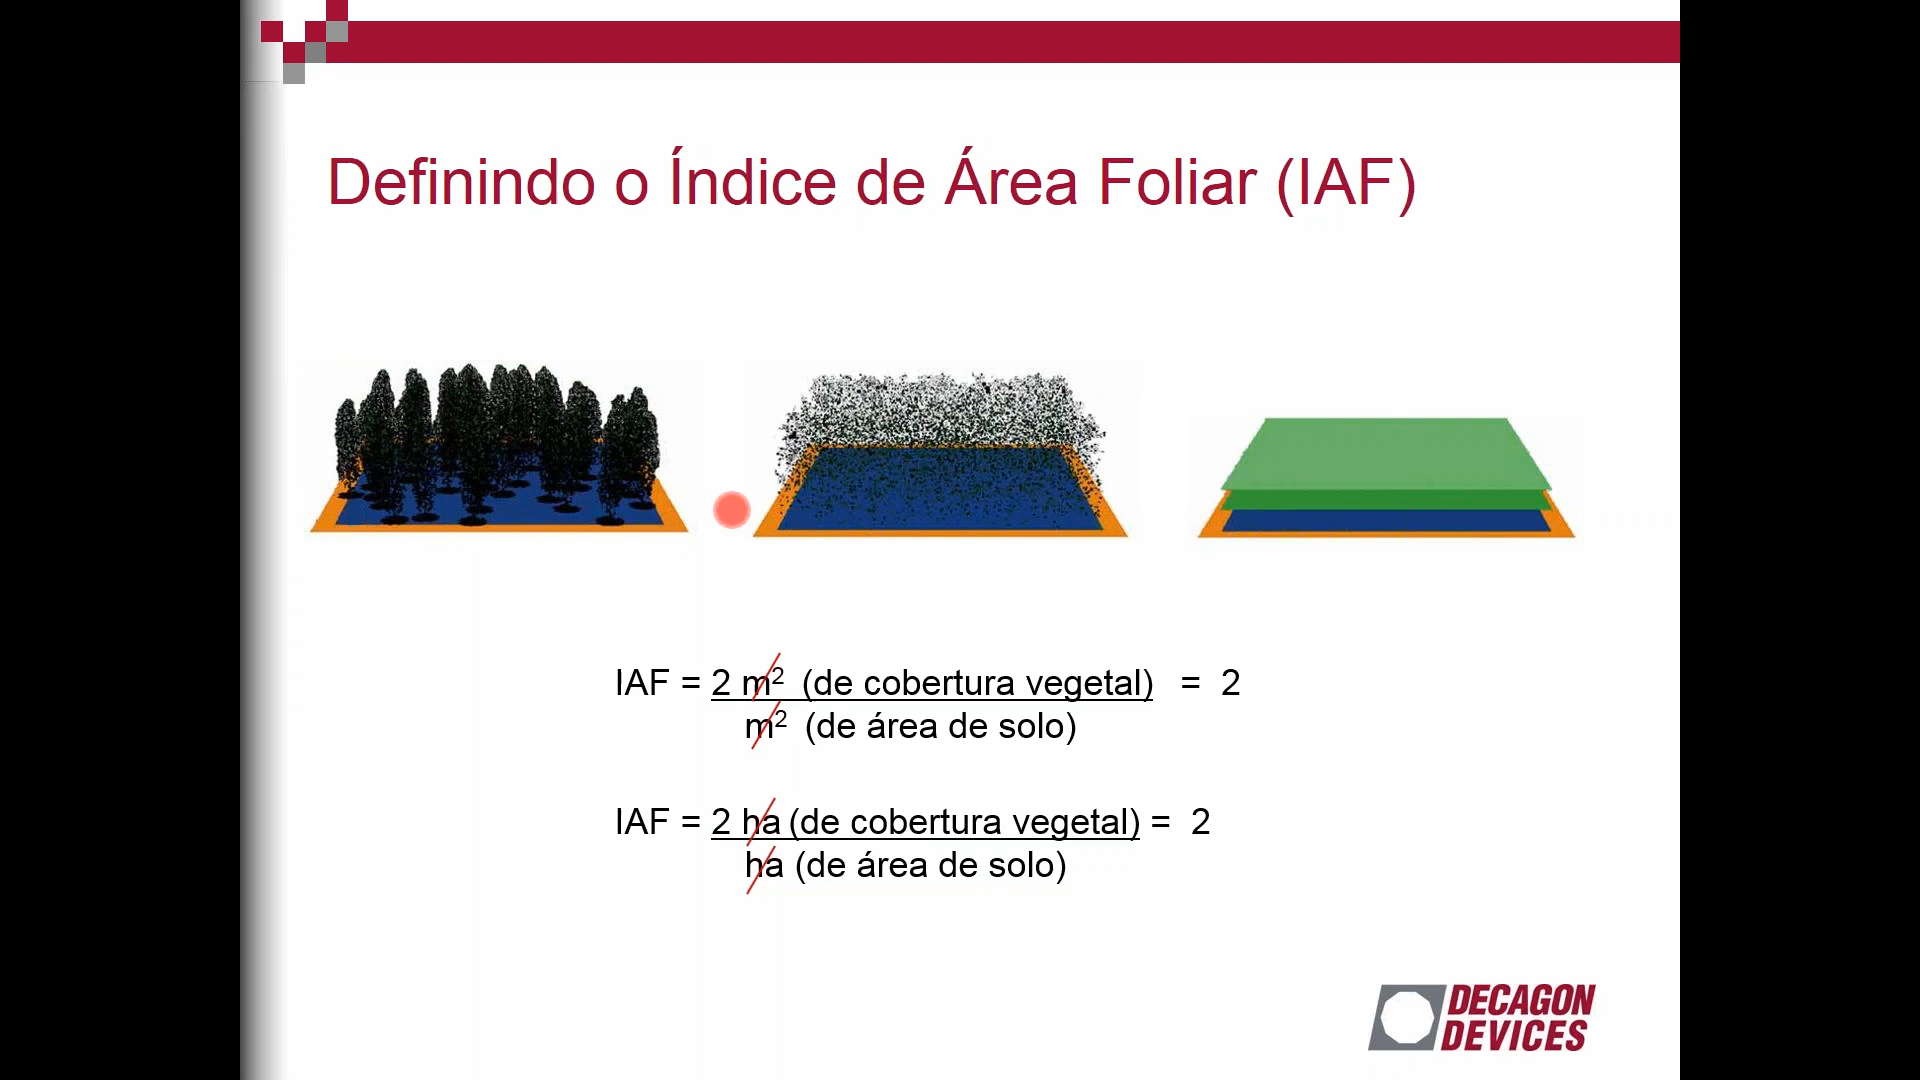 Definindo o Índice de Área Foliar (IAF)
IAF = 2 m² (de cobertura vegetal) = 2
m² (de área de solo)
IAF = 2 ha (de cobertura vegetal) = 2
ha (de área de solo)
DECAGON
DEVICES